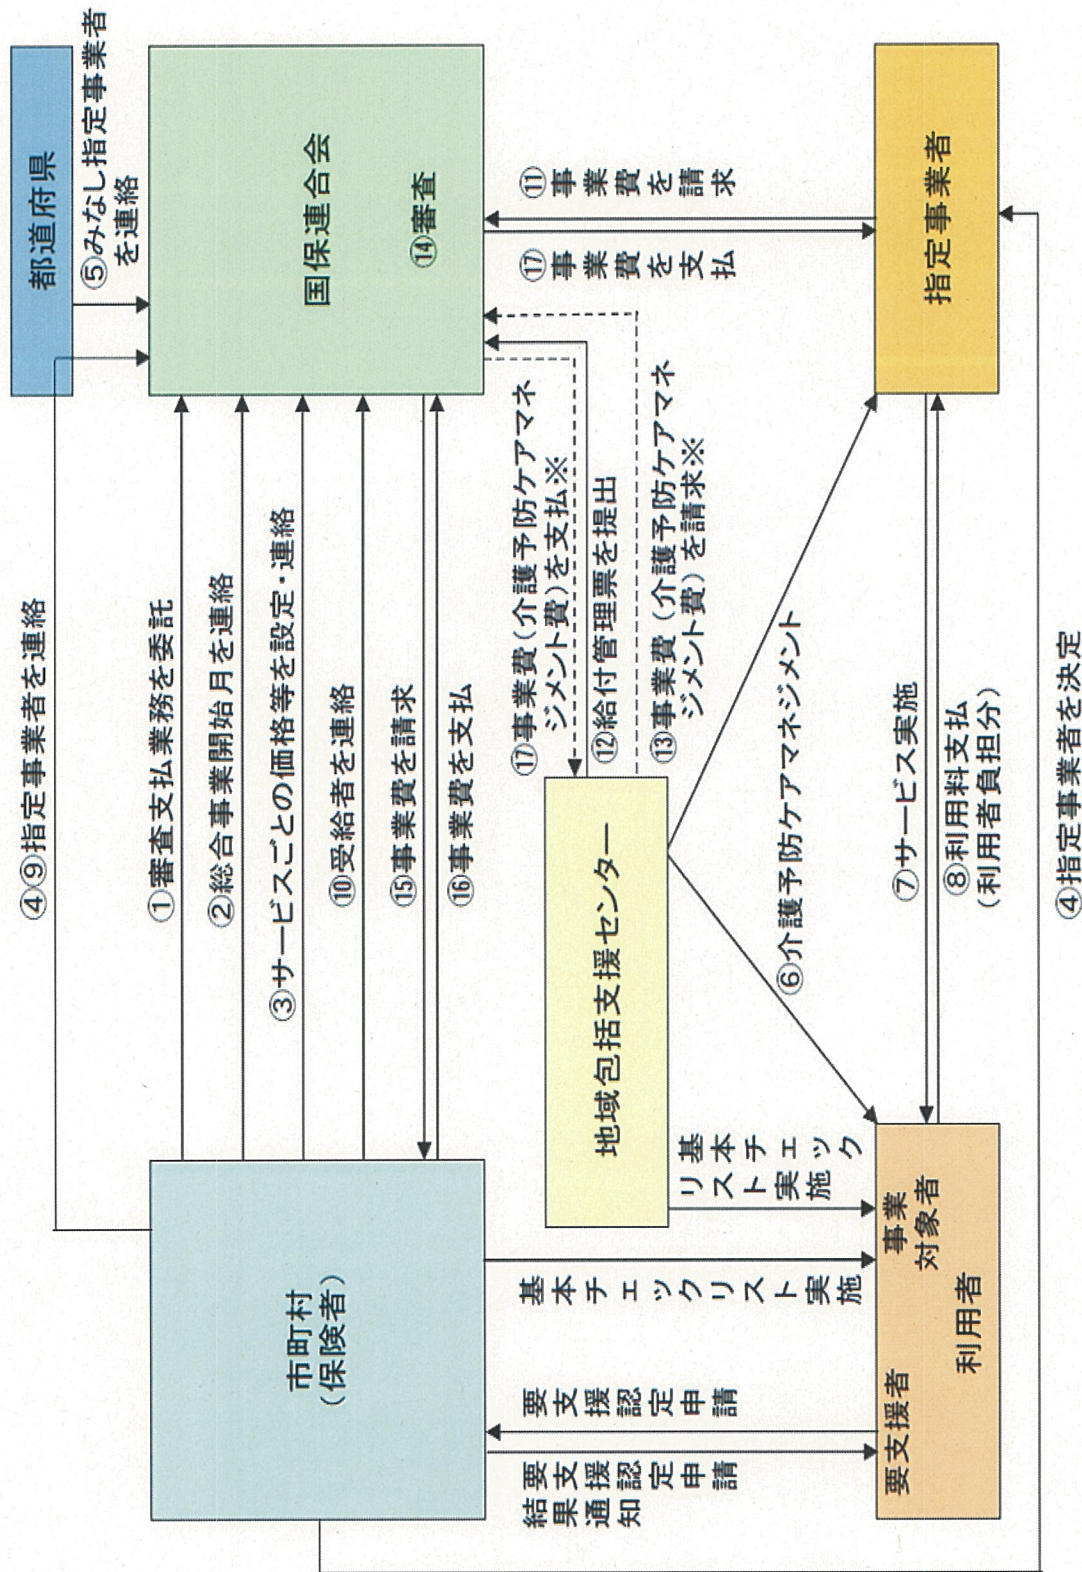 都道府県
⑤みなし指定事業者
を連絡
④⑨指定事業者を連絡
市町村
(保険者)
国保連合会
⑭審査
①審査支払業務を委託
②総合事業開始月を連絡
③サービスごとの価格等を設定・連絡
⑩受給者を連絡
⑮事業費を請求
⑯事業費を支払
⑰事業費(介護予防ケアマネ
ジメント費)を支払※
⑫給付管理票を提出
⑬事業費(介護予防ケアマネ
ジメント費)を請求※
⑰事業費を支払
⑪事業費を請求
地域包括支援センター
要支援認定申請
結果通知
要支援認定申請
基本チェックリスト実施
基本チェック
リスト実施
⑥介護予防ケアマネジメント
要支援者
事業
対象者
利用者
⑦サービス実施
⑧利用料支払
(利用者負担分)
指定事業者
④指定事業者を決定